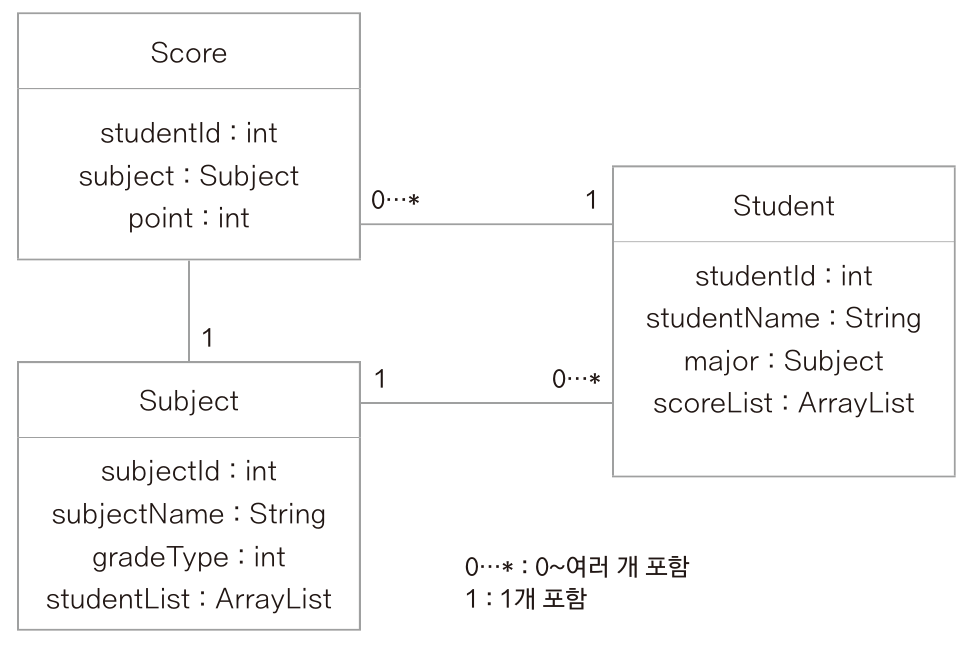 Score
studentId : int
subject : Subject
point : int
0…*
1
Student
studentId : int
studentName : String
major : Subject
scoreList : ArrayList
1
Subject
subjectId : int
subjectName : String
gradeType : int
studentList : ArrayList
1
0…*
0…* : 0~여러 개 포함
1 : 1개 포함